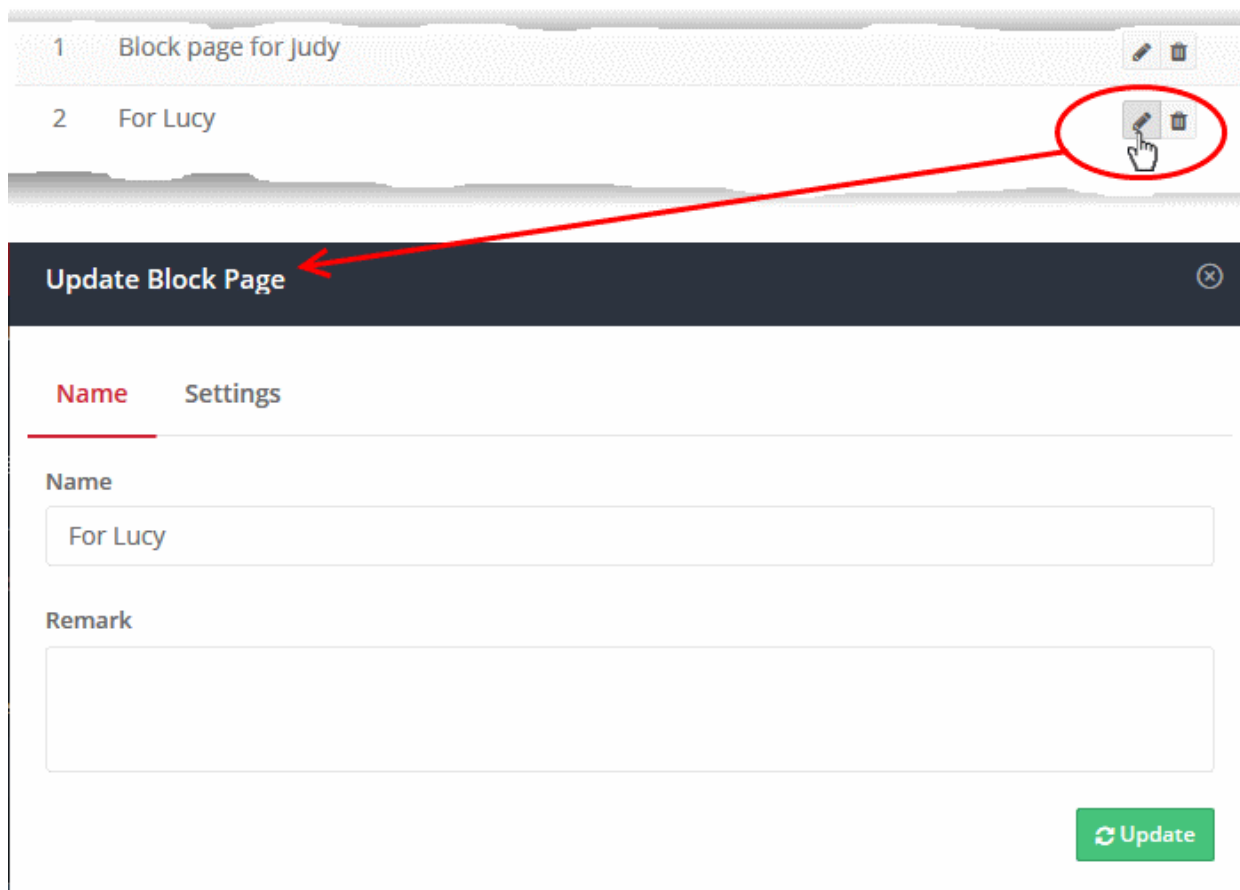 1 Block page for Judy
2 For Lucy
Update Block Page
Name Settings
Name
For Lucy
Remark
Update